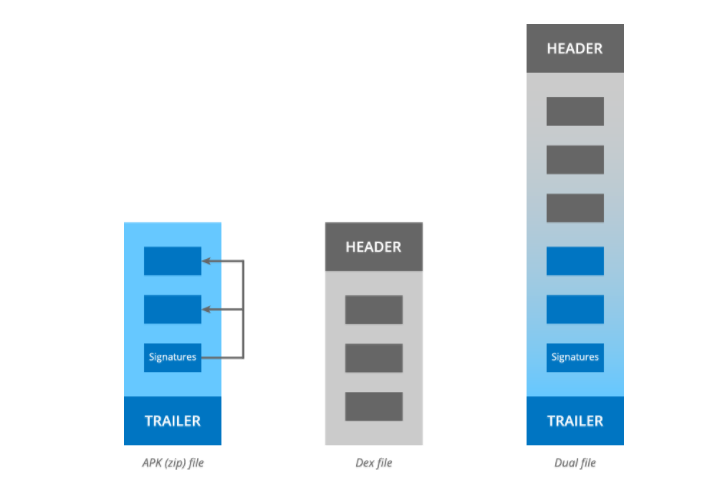 Signatures
TRAILER
APK (zip) file
HEADER
Dex file
HEADER
Signatures
TRAILER
Dual file